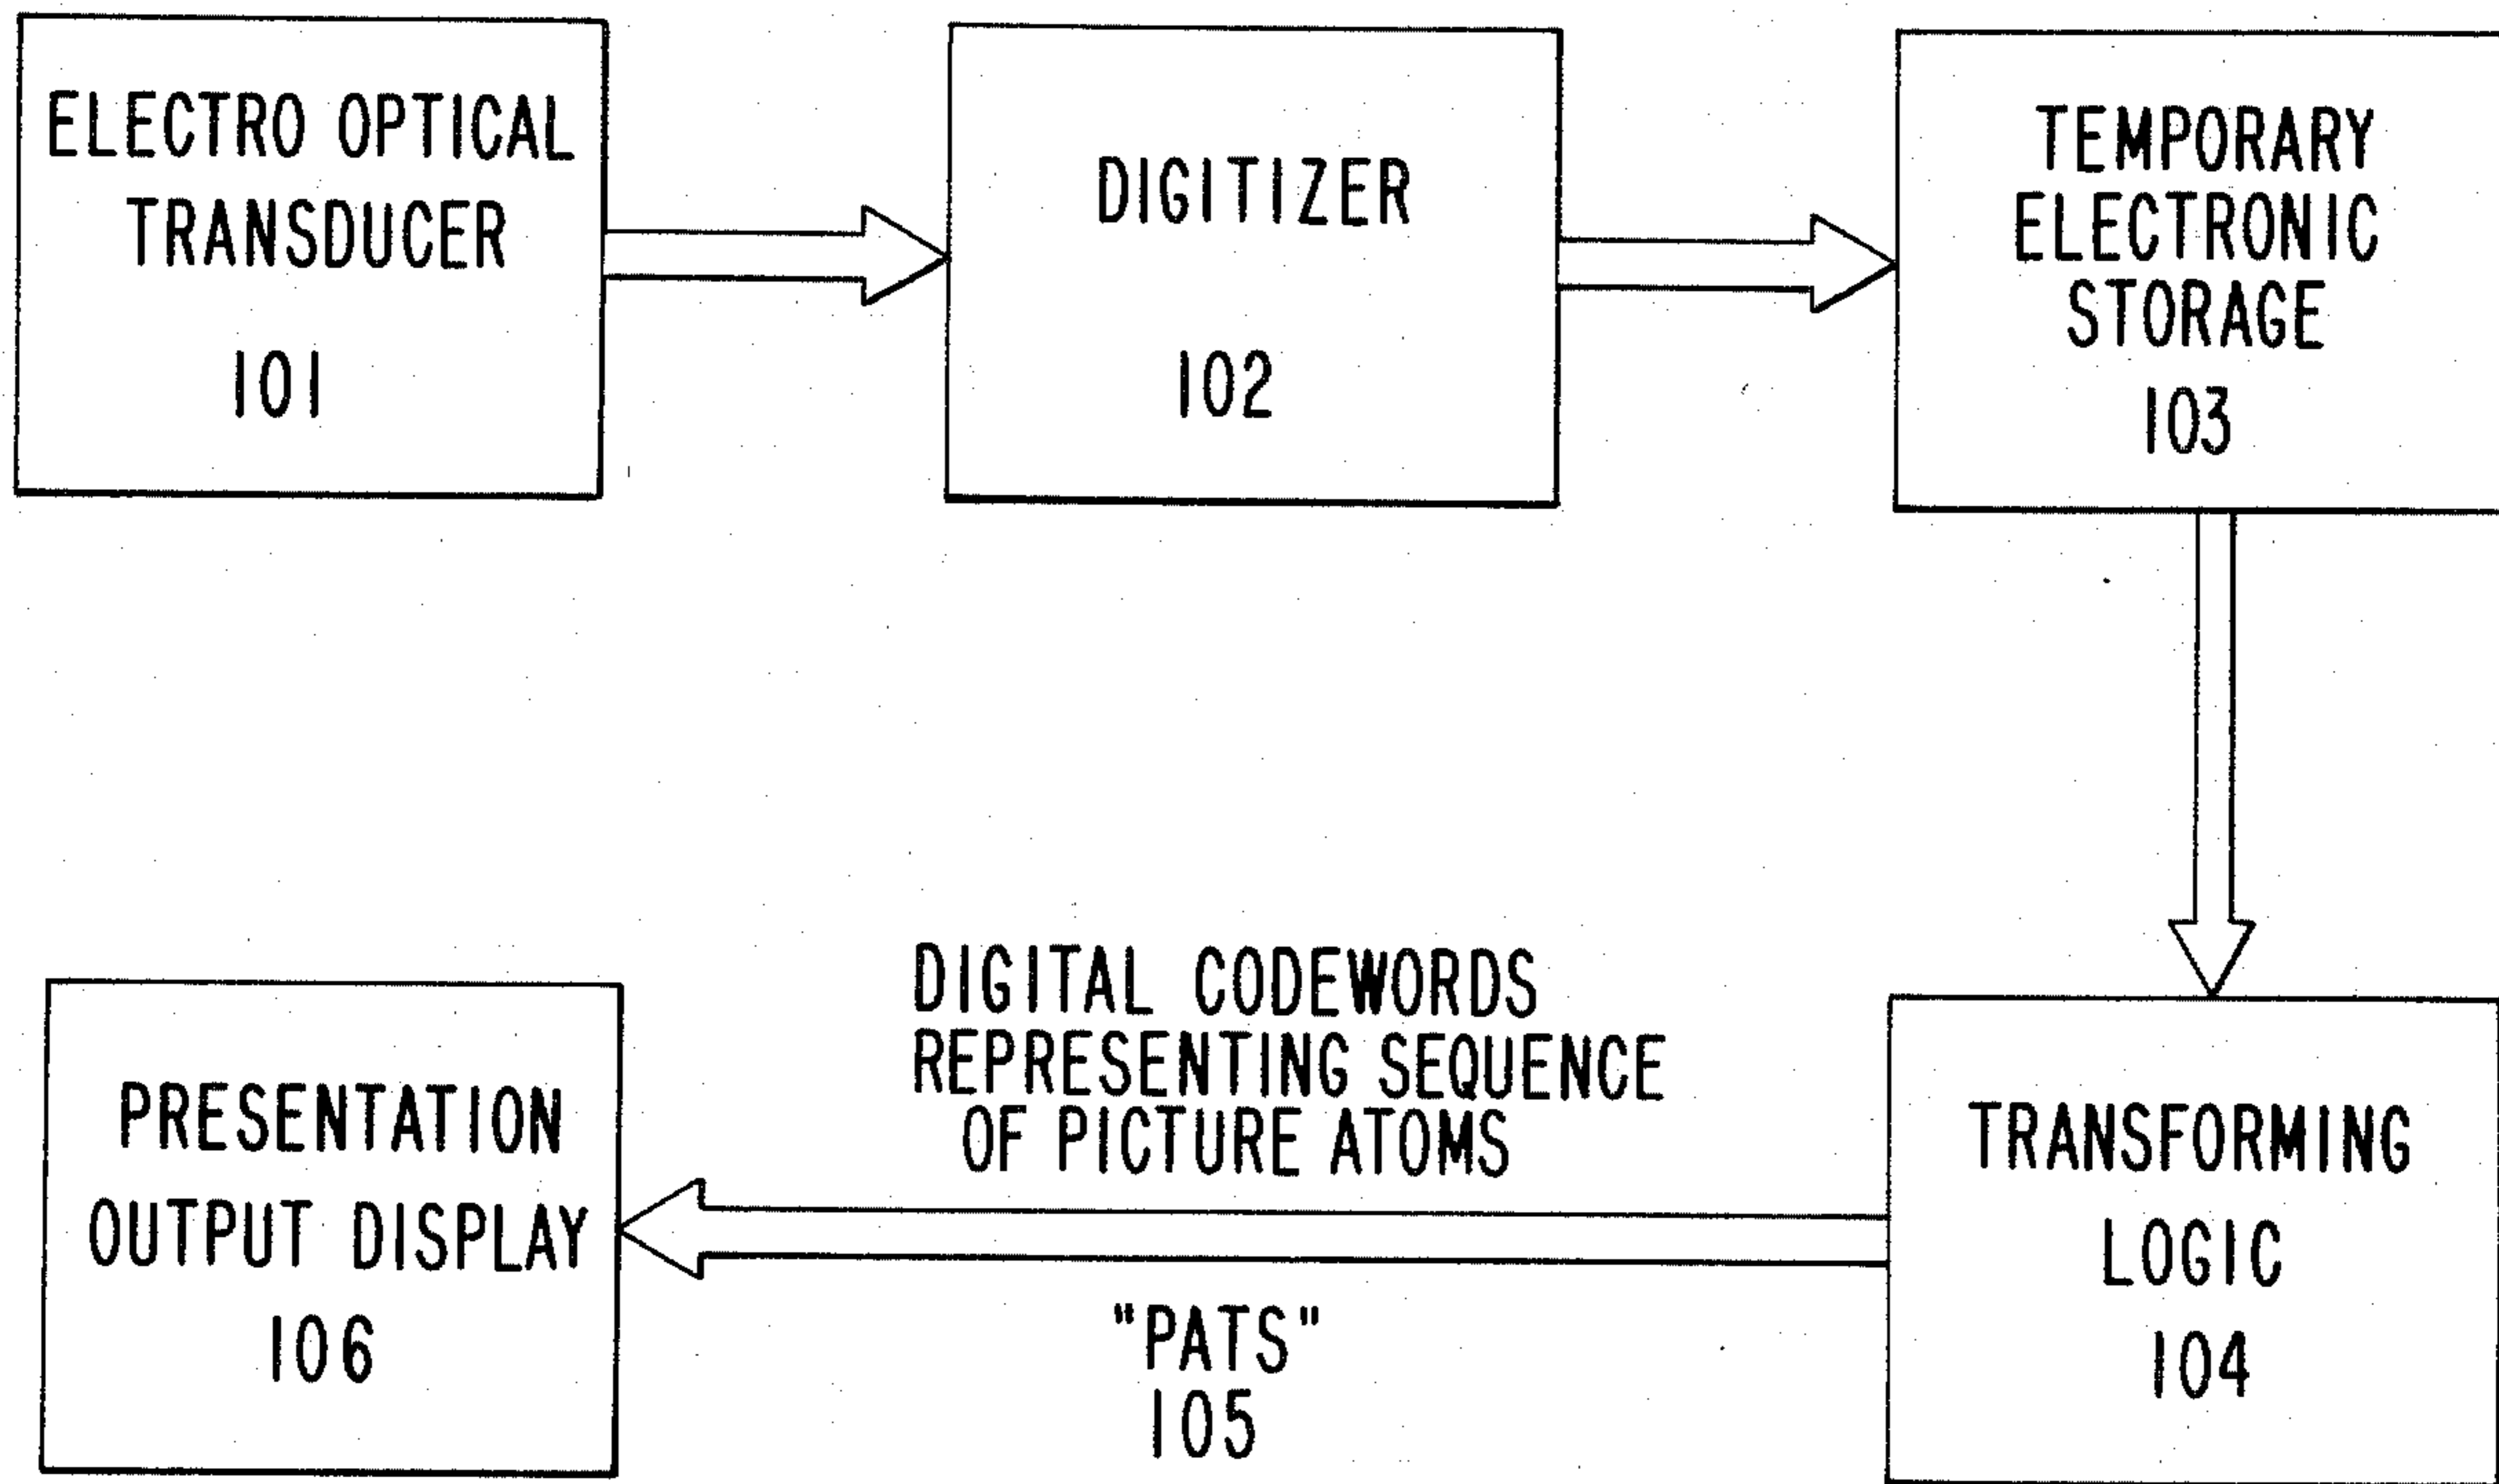 ELECTRO OPTICAL
TRANSDUCER
101
DIGITIZER
102
TEMPORARY
ELECTRONIC
STORAGE
103
DIGITAL CODEWORDS
REPRESENTING SEQUENCE
OF PICTURE ATOMS
"PATS"
105
TRANSFORMING
LOGIC
104
PRESENTATION
OUTPUT DISPLAY
106